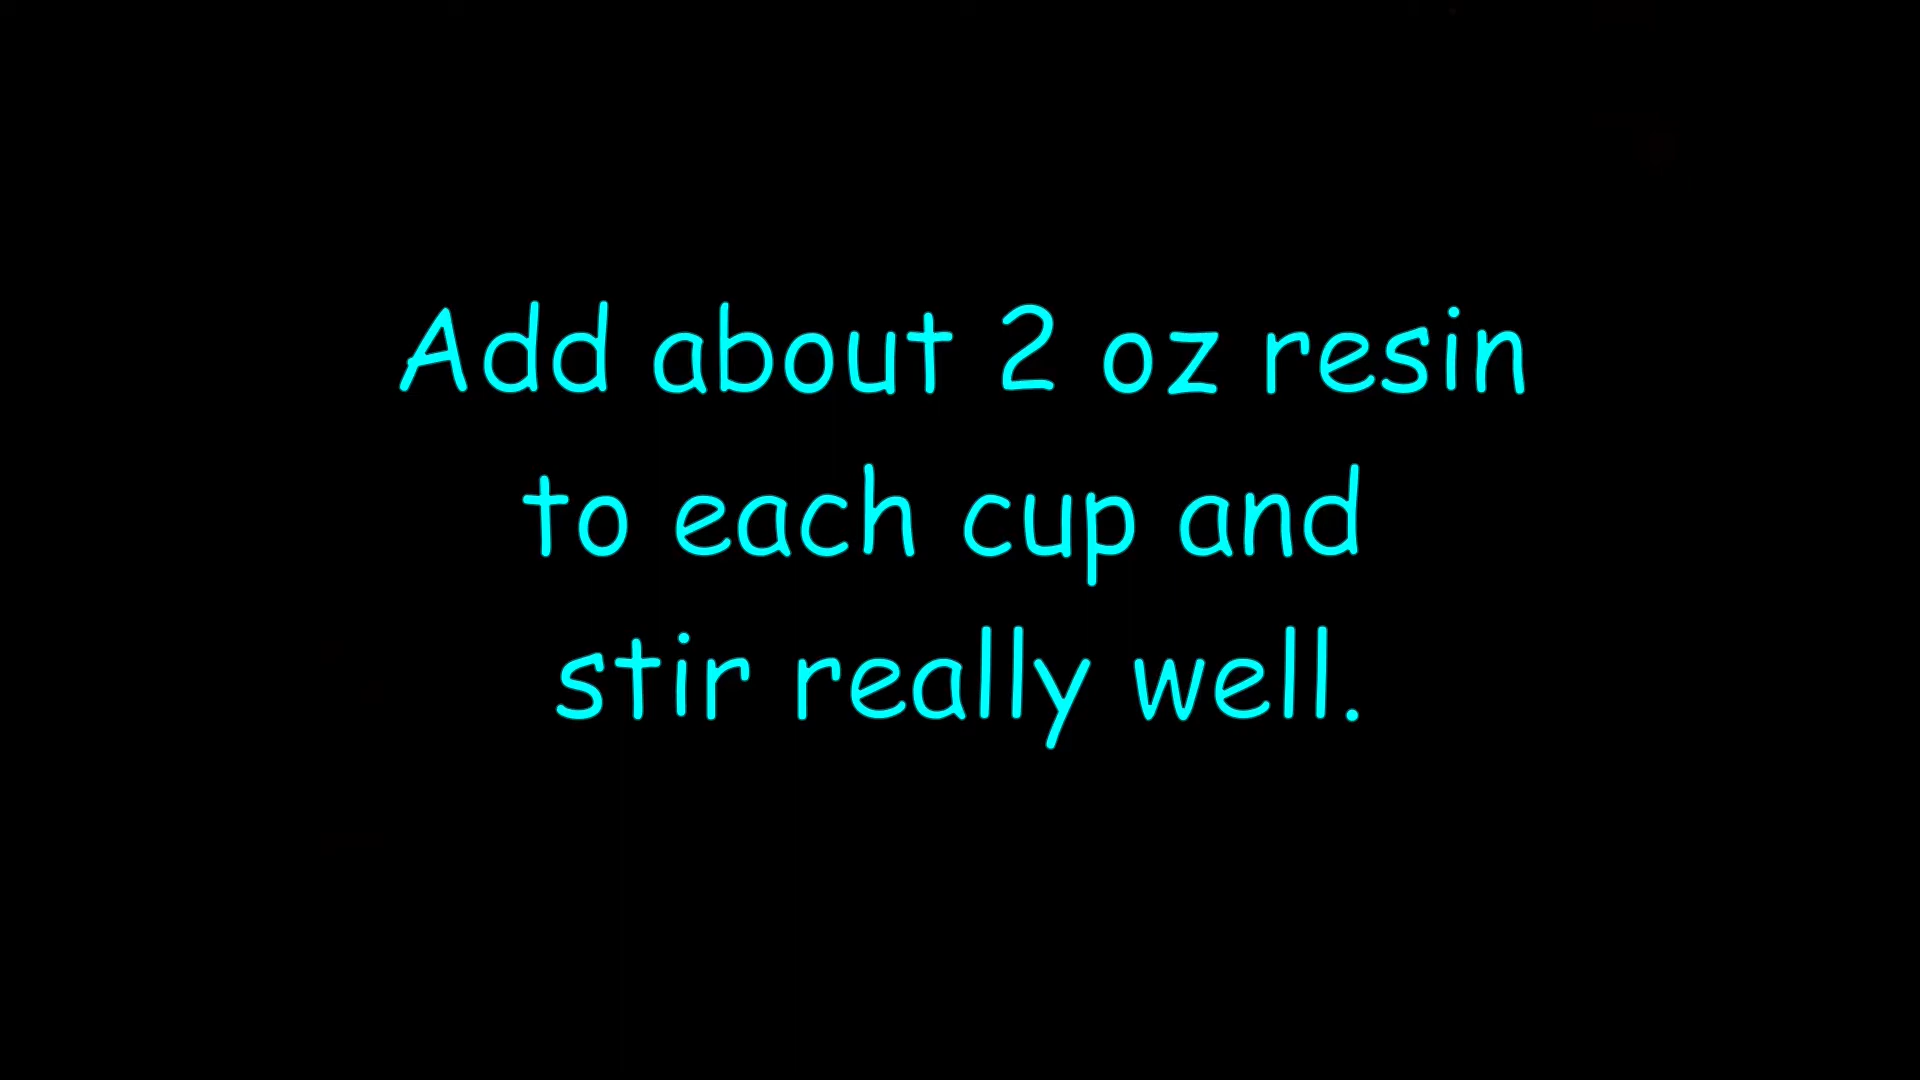 Add about 2 oz resin
to each cup and
stir really well.